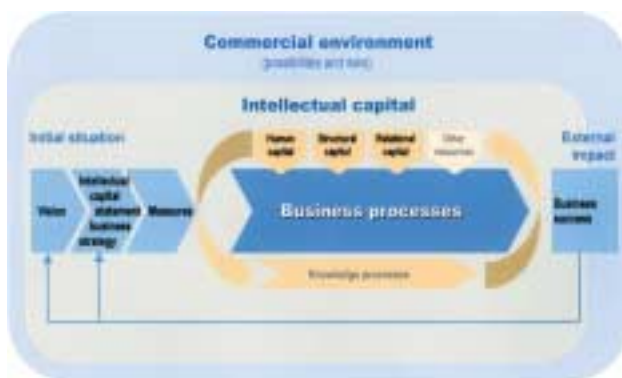 Commercial environment
(possibilities and risks)
Intellectual capital
Initial situation
External
impact
Human
capital
Structural
capital
Relational
capital
Other
resources
Vision
Intellectual
capital
statement
business
strategy
Measures
Business processes
Business
success
Knowledge processes